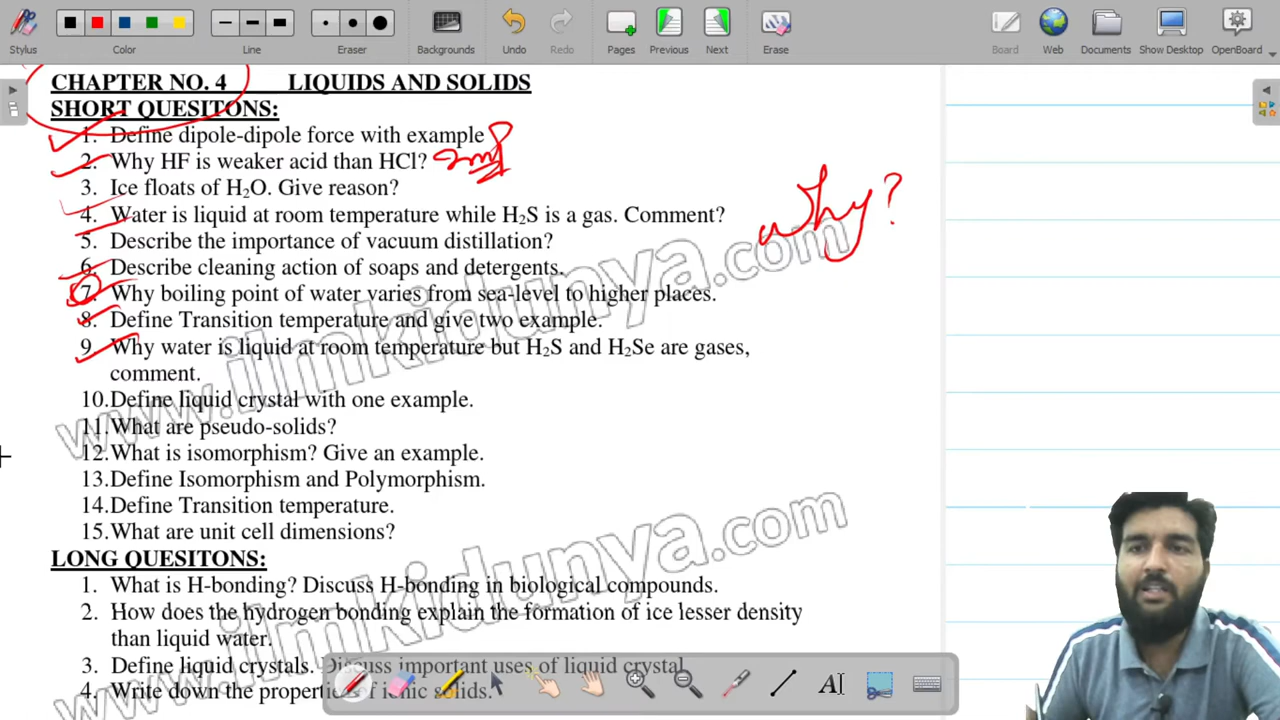 Stylus
Color
Line
Eraser
Backgrounds
Undo
Redo
Pages
Previous
Next
Erase
Board
Web
Documents
Show Desktop
OpenBoard
CHAPTER NO. 4 LIQUIDS AND SOLIDS
SHORT QUESITONS:
1. Define dipole-dipole force with example
2. Why HF is weaker acid than HCl?
3. Ice floats of H₂O. Give reason?
4. Water is liquid at room temperature while H₂S is a gas. Comment?
why?
5. Describe the importance of vacuum distillation?
6. Describe cleaning action of soaps and detergents.
7. Why boiling point of water varies from sea-level to higher places.
8. Define Transition temperature and give two example.
9. Why water is liquid at room temperature but H₂S and H₂Se are gases,
comment.
10. Define liquid crystal with one example.
11. What are pseudo-solids?
12. What is isomorphism? Give an example.
13. Define Isomorphism and Polymorphism.
14. Define Transition temperature.
15. What are unit cell dimensions?
LONG QUESITONS:
1. What is H-bonding? Discuss H-bonding in biological compounds.
2. How does the hydrogen bonding explain the formation of ice lesser density
than liquid water.
3. Define liquid crystals. Discuss important uses of liquid crystal
4. Write down the properties of ionic solids.
www.ilmkidunya.com
www.ilmkidunya.com